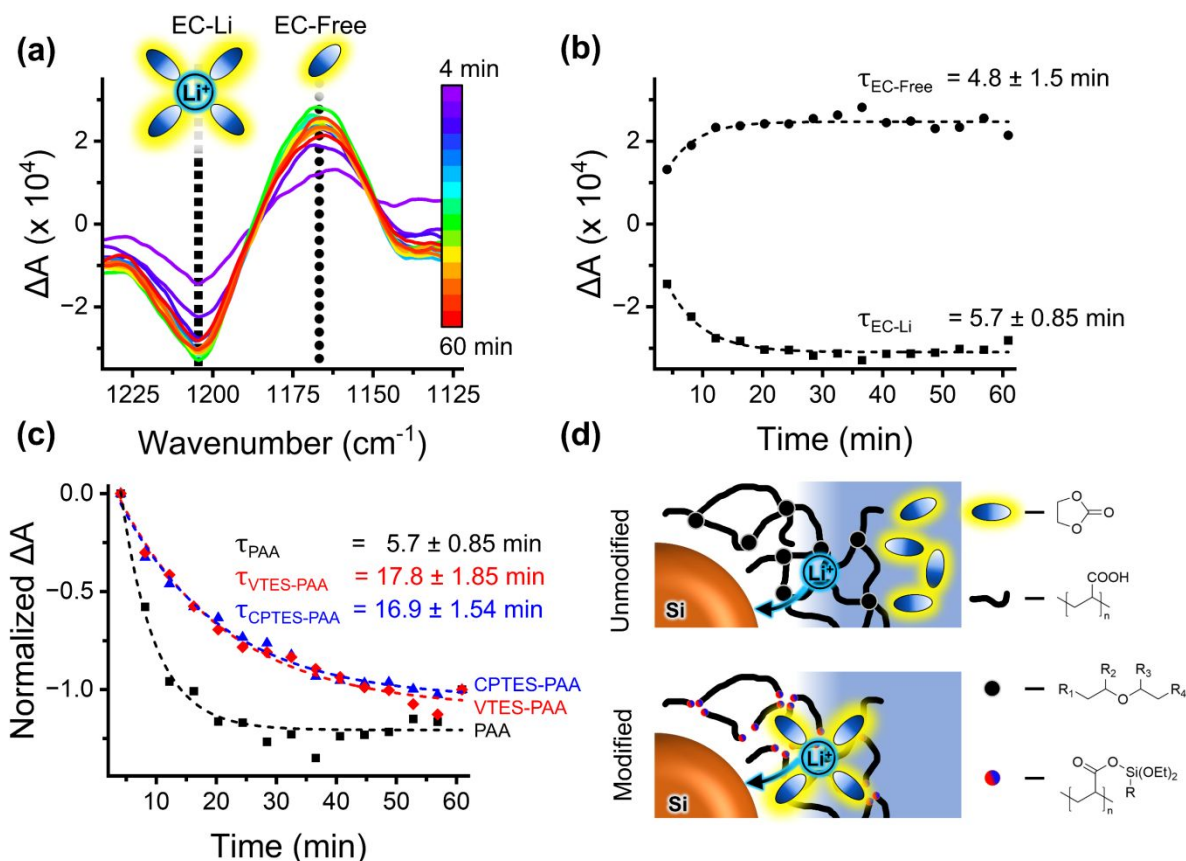 (a)
EC-Li
EC-Free
Li⁺
4 min
60 min
2
0
−2
ΔA (x 10⁴)
1225
1200
1175
1150
1125
Wavenumber (cm⁻¹)
(b)
τEC-Free = 4.8 ± 1.5 min
τEC-Li = 5.7 ± 0.85 min
2
0
−2
ΔA (x 10⁴)
10
20
30
40
50
60
Time (min)
(c)
0.0
-0.5
-1.0
Normalized ΔA
τPAA = 5.7 ± 0.85 min
τVTES-PAA = 17.8 ± 1.85 min
τCPTES-PAA = 16.9 ± 1.54 min
CPTES-PAA
VTES-PAA
PAA
10
20
30
40
50
60
Time (min)
(d)
Unmodified
Si
Li⁺
Modified
Si
Li⁺
O
O
O
COOH
n
R₁
R₂
O
R₃
R₄
O
O
Si(OEt)₂
R
n